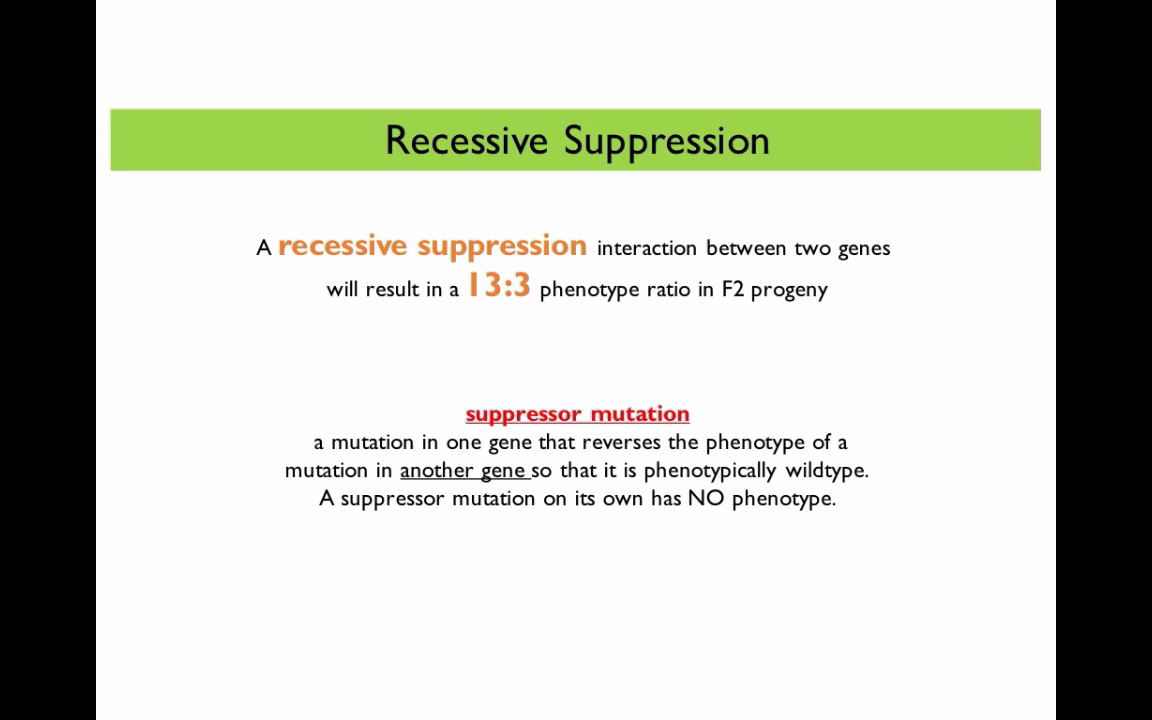 Recessive Suppression
A recessive suppression interaction between two genes
will result in a 13:3 phenotype ratio in F2 progeny
suppressor mutation
a mutation in one gene that reverses the phenotype of a
mutation in another gene so that it is phenotypically wildtype.
A suppressor mutation on its own has NO phenotype.